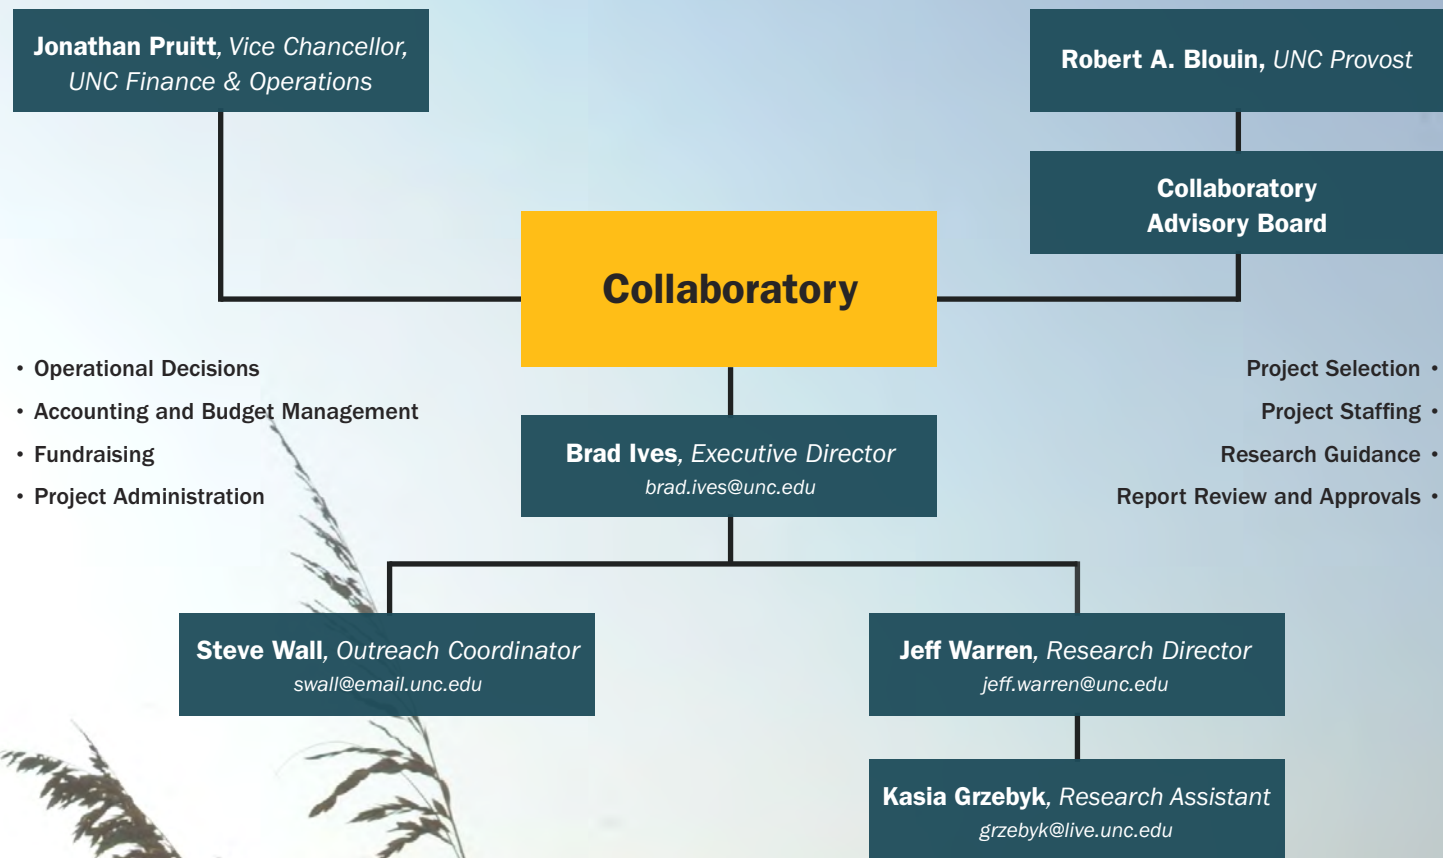 Jonathan Pruitt, Vice Chancellor,
UNC Finance & Operations
Robert A. Blouin, UNC Provost
Collaboratory
Advisory Board
Collaboratory
• Operational Decisions
• Accounting and Budget Management
• Fundraising
• Project Administration
Project Selection •
Project Staffing •
Research Guidance •
Report Review and Approvals •
Brad Ives, Executive Director
brad.ives@unc.edu
Steve Wall, Outreach Coordinator
swall@email.unc.edu
Jeff Warren, Research Director
jeff.warren@unc.edu
Kasia Grzebyk, Research Assistant
grzebyk@live.unc.edu